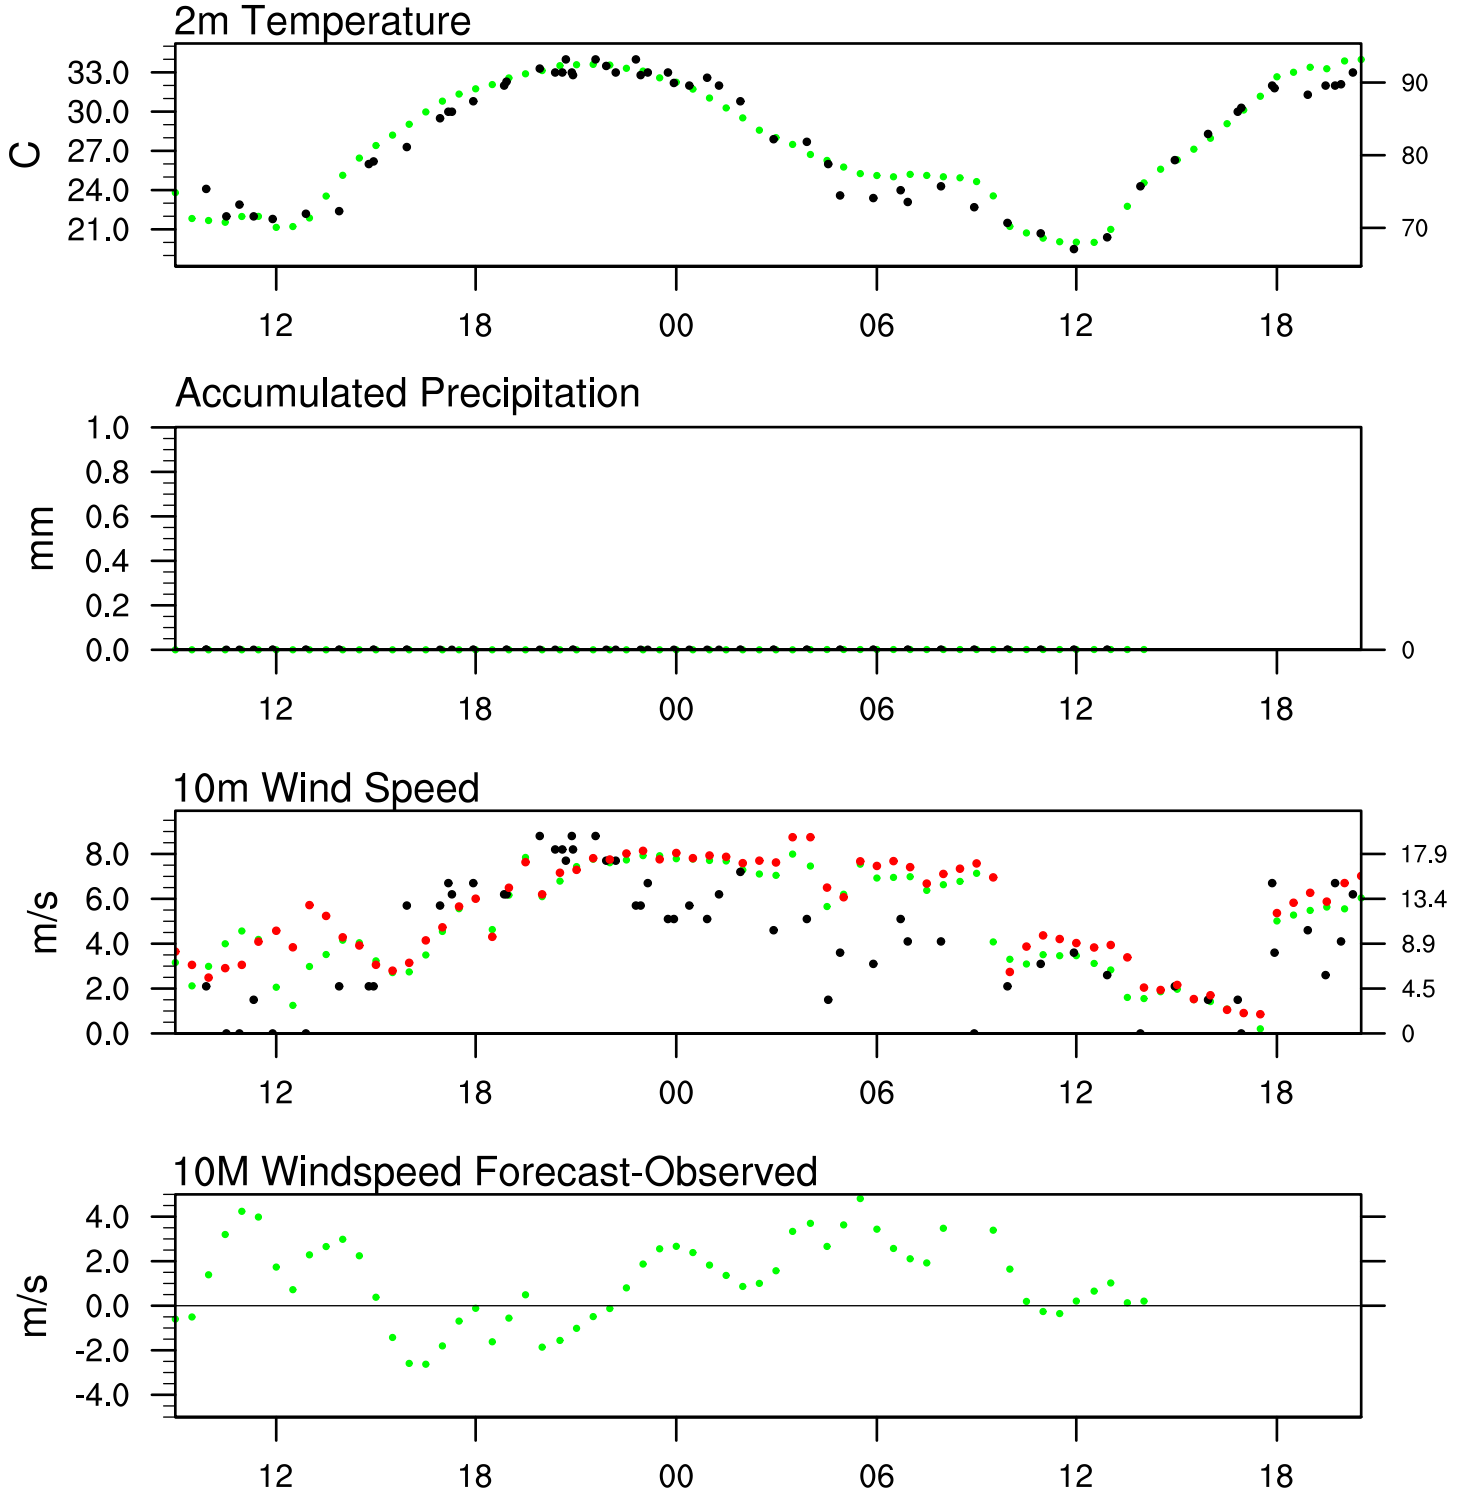 2m Temperature
33.0
30.0
27.0
24.0
21.0
C
90
80
70
12 18 00 06 12 18
Accumulated Precipitation
1.0
0.8
0.6
0.4
0.2
0.0
mm
0
12 18 00 06 12 18
10m Wind Speed
8.0
6.0
4.0
2.0
0.0
m/s
17.9
13.4
8.9
4.5
0
12 18 00 06 12 18
10M Windspeed Forecast-Observed
4.0
2.0
0.0
-2.0
-4.0
m/s
12 18 00 06 12 18